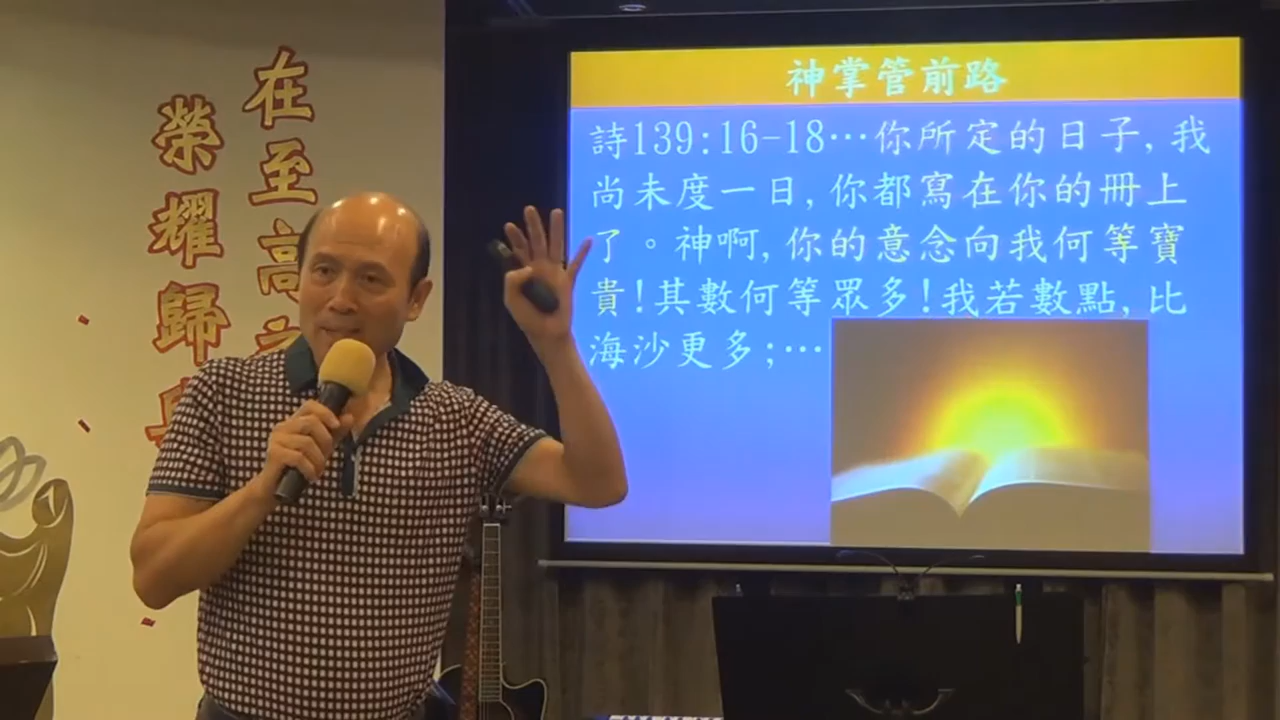 神掌管前路
詩139:16-18…你所定的日子,我
尚未度一日,你都寫在你的冊上
了。神啊,你的意念向我何等寶
貴!其數何等眾多!我若數點,比
海沙更多;…
在至高
榮耀歸